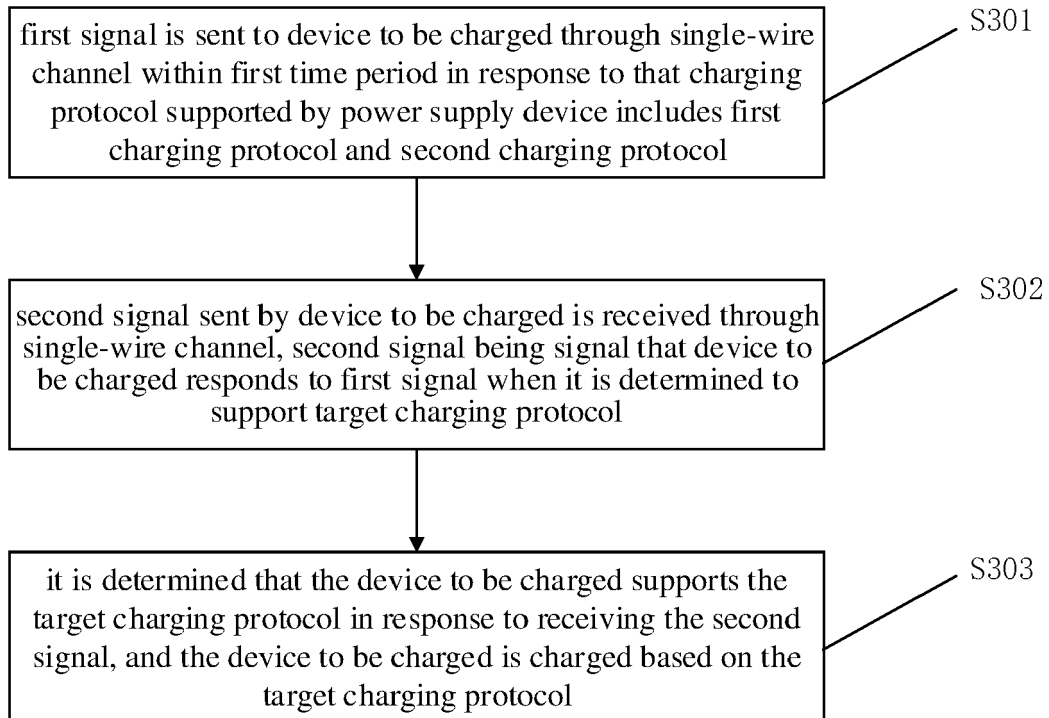 first signal is sent to device to be charged through single-wire
channel within first time period in response to that charging
protocol supported by power supply device includes first
charging protocol and second charging protocol
S301
second signal sent by device to be charged is received through
single-wire channel, second signal being signal that device to
be charged responds to first signal when it is determined to
support target charging protocol
S302
it is determined that the device to be charged supports the
target charging protocol in response to receiving the second
signal, and the device to be charged is charged based on the
target charging protocol
S303